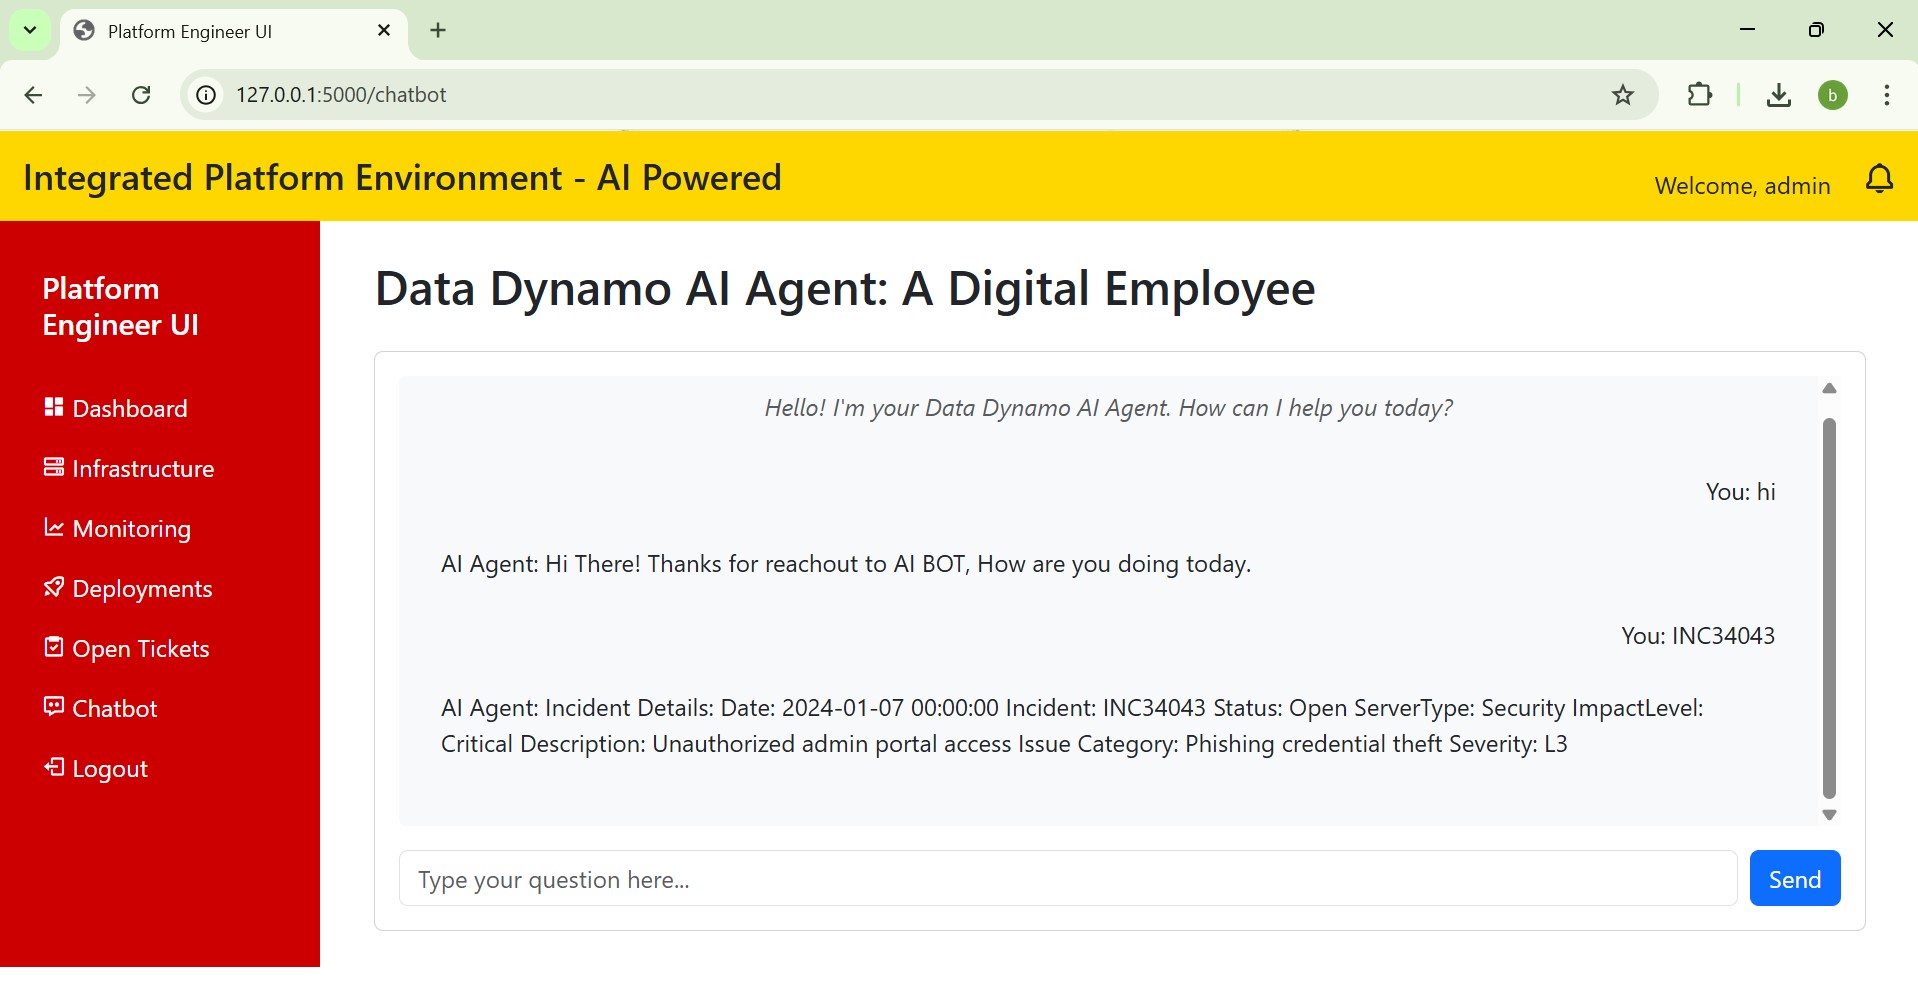 Platform Engineer UI
127.0.0.1:5000/chatbot
b
Integrated Platform Environment - AI Powered
Welcome, admin
Platform
Engineer UI
Dashboard
Infrastructure
Monitoring
Deployments
Open Tickets
Chatbot
Logout
Data Dynamo AI Agent: A Digital Employee
Hello! I'm your Data Dynamo AI Agent. How can I help you today?
You: hi
AI Agent: Hi There! Thanks for reachout to AI BOT, How are you doing today.
You: INC34043
AI Agent: Incident Details: Date: 2024-01-07 00:00:00 Incident: INC34043 Status: Open ServerType: Security ImpactLevel:
Critical Description: Unauthorized admin portal access Issue Category: Phishing credential theft Severity: L3
Type your question here...
Send